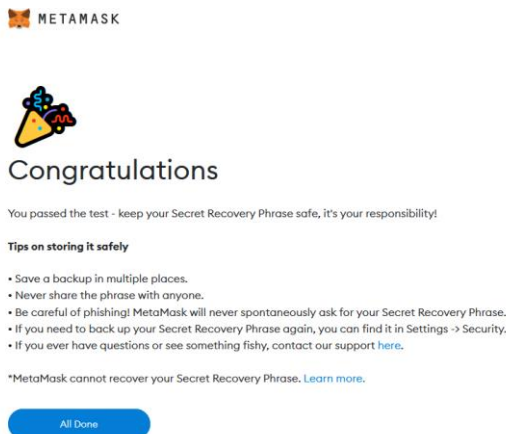 METAMASK
Congratulations
You passed the test - keep your Secret Recovery Phrase safe, it's your responsibility!
Tips on storing it safely
• Save a backup in multiple places.
• Never share the phrase with anyone.
• Be careful of phishing! MetaMask will never spontaneously ask for your Secret Recovery Phrase.
• If you need to back up your Secret Recovery Phrase again, you can find it in Settings -> Security.
• If you ever have questions or see something fishy, contact our support here.
*MetaMask cannot recover your Secret Recovery Phrase. Learn more.
All Done